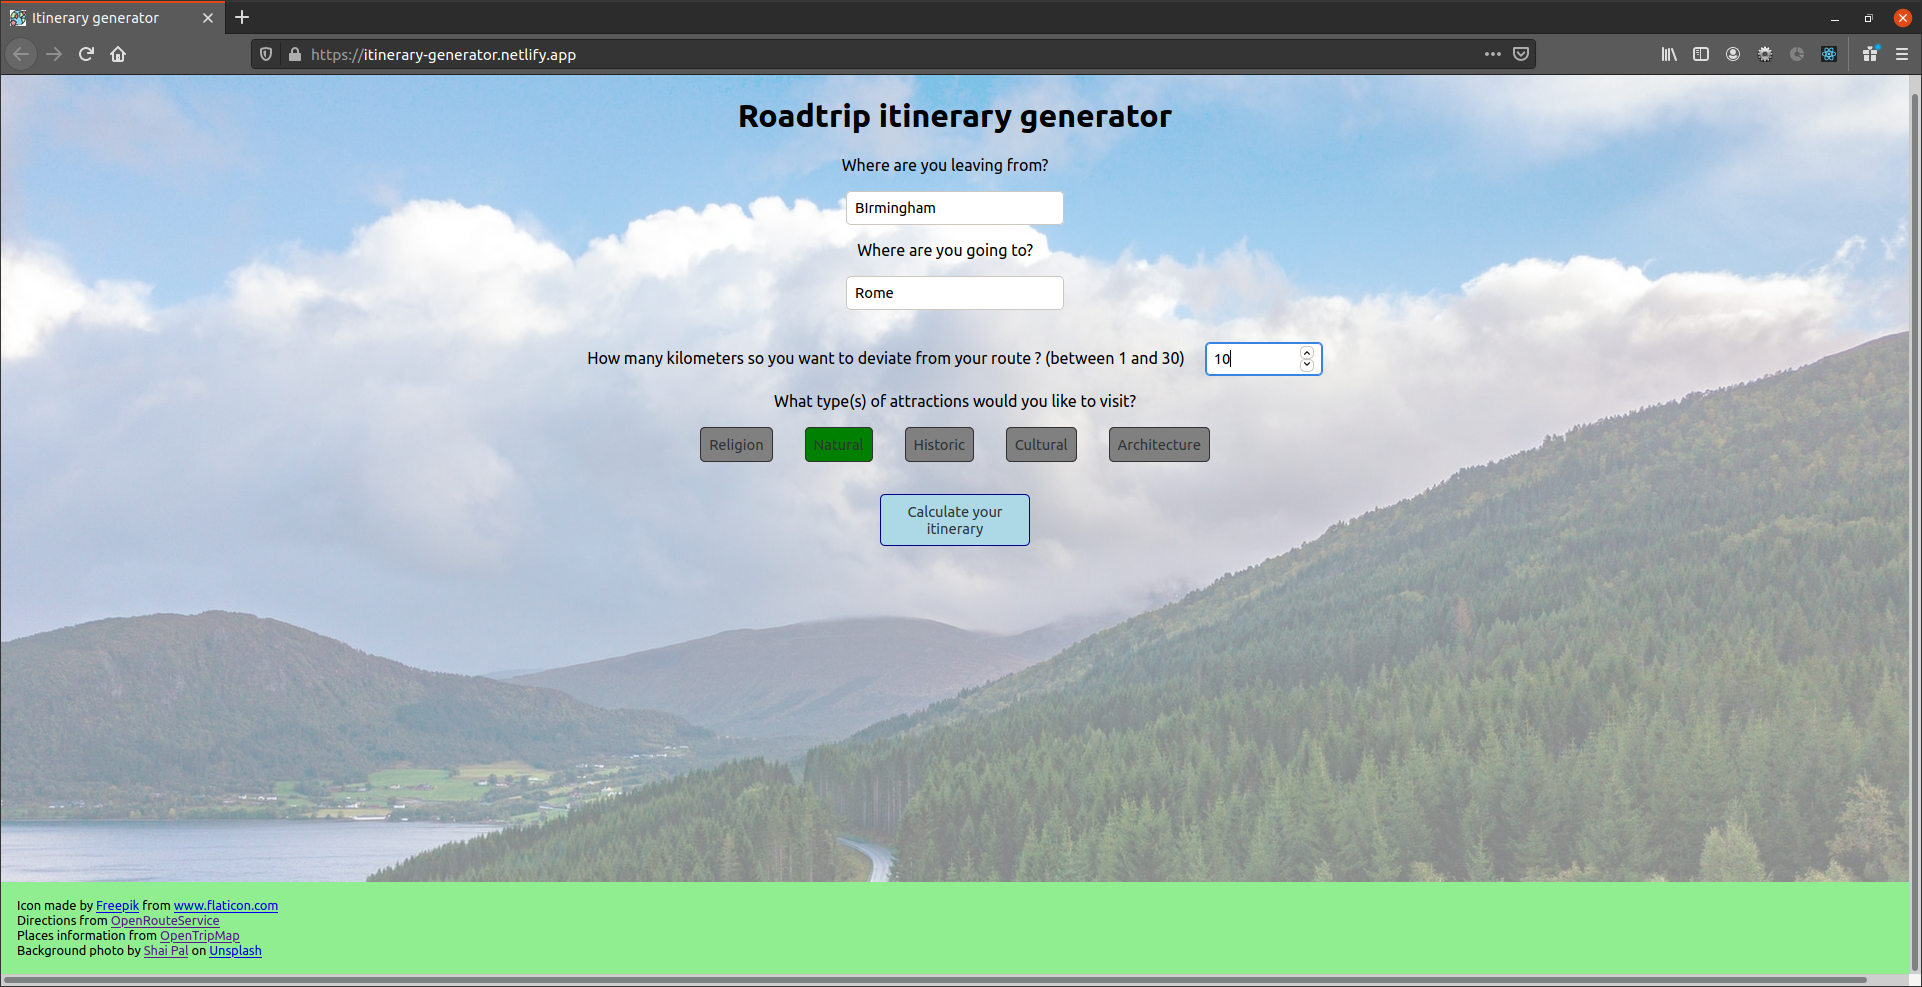 Itinerary generator
https://itinerary-generator.netlify.app
Roadtrip itinerary generator
Where are you leaving from?
BIrmingham
Where are you going to?
Rome
How many kilometers so you want to deviate from your route ? (between 1 and 30) 10
What type(s) of attractions would you like to visit?
Religion Natural Historic Cultural Architecture
Calculate your
itinerary
Icon made by Freepik from www.flaticon.com
Directions from OpenRouteService
Places information from OpenTripMap
Background photo by Shai Pal on Unsplash